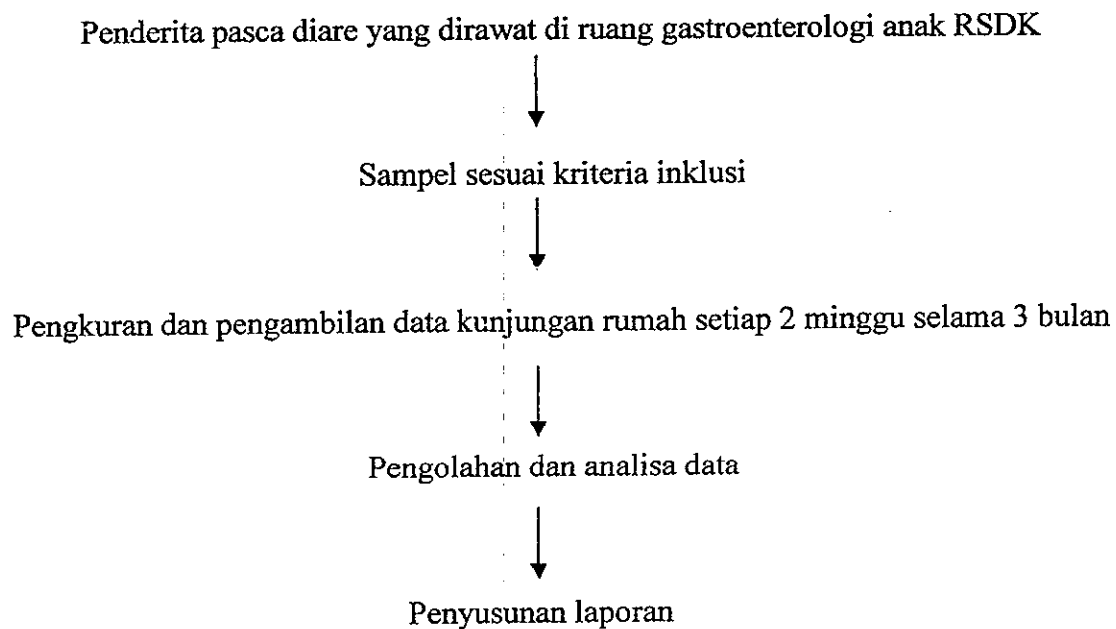 Penderita pasca diare yang dirawat di ruang gastroenterologi anak RSDK
Sampel sesuai kriteria inklusi
Pengkuran dan pengambilan data kunjungan rumah setiap 2 minggu selama 3 bulan
Pengolahan dan analisa data
Penyusunan laporan